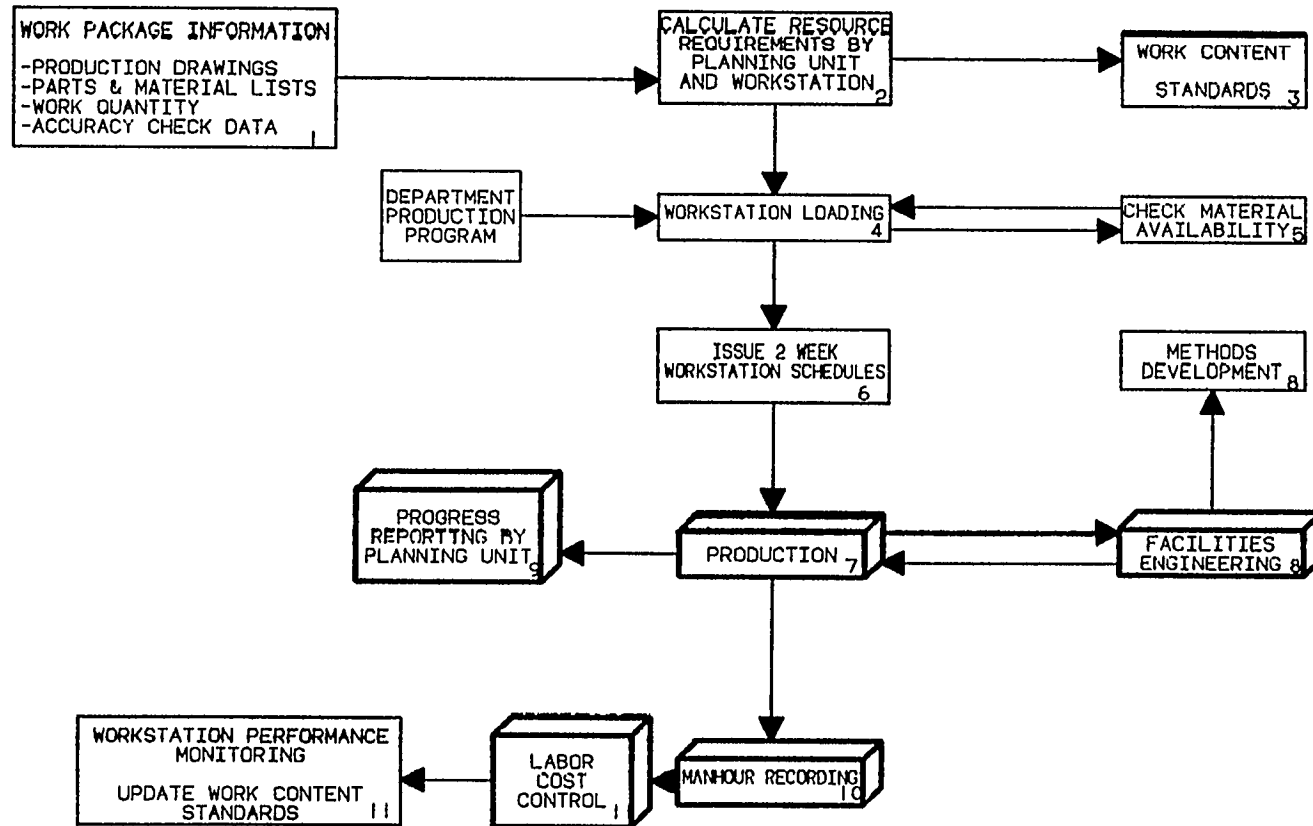 WORK PACKAGE INFORMATION
-PRODUCTION DRAWINGS
-PARTS & MATERIAL LISTS
-WORK QUANTITY
-ACCURACY CHECK DATA
1
CALCULATE RESOURCE
REQUIREMENTS BY
PLANNING UNIT
AND WORKSTATION
2
WORK CONTENT
STANDARDS
3
DEPARTMENT
PRODUCTION
PROGRAM
WORKSTATION LOADING
4
CHECK MATERIAL
AVAILABILITY
5
ISSUE 2 WEEK
WORKSTATION SCHEDULES
6
METHODS
DEVELOPMENT
8
PROGRESS
REPORTING BY
PLANNING UNIT
9
PRODUCTION
7
FACILITIES
ENGINEERING
8
WORKSTATION PERFORMANCE
MONITORING
UPDATE WORK CONTENT
STANDARDS
11
LABOR
COST
CONTROL
1
MANHOUR RECORDING
10